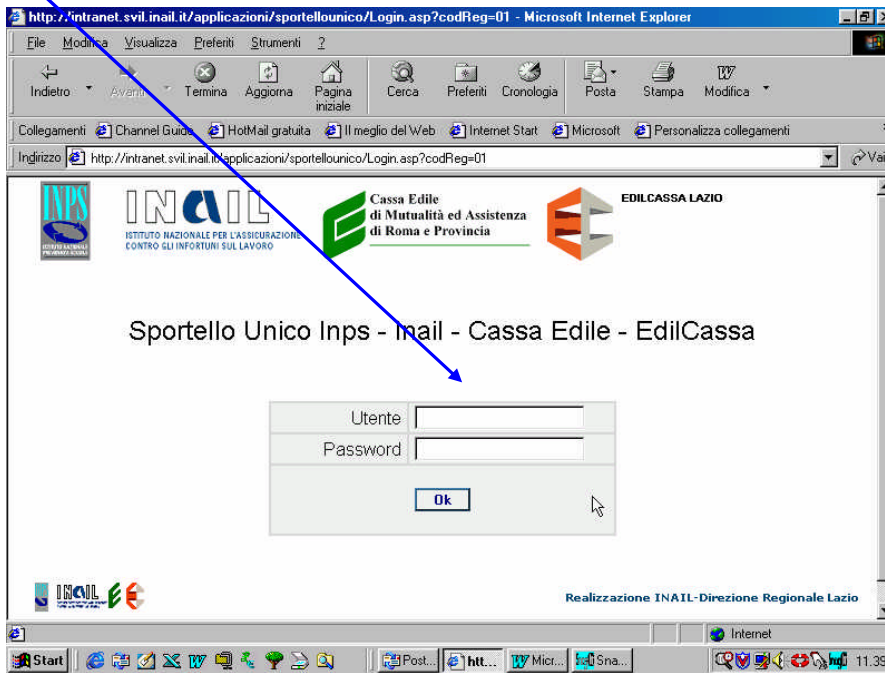 http://intranet.svil.inail.it/applicazioni/sportellounico/Login.asp?codReg=01 - Microsoft Internet Explorer
File Modifica Visualizza Preferiti Strumenti ?
Indietro Avanti Termina Aggiorna Pagina iniziale Cerca Preferiti Cronologia Posta Stampa Modifica
Collegamenti Channel Guide HotMail gratuita Il meglio del Web Internet Start Microsoft Personalizza collegamenti
Indirizzo http://intranet.svil.inail.it/applicazioni/sportellounico/Login.asp?codReg=01 Vai
INPS
INAIL
ISTITUTO NAZIONALE PER L'ASSICURAZIONE
CONTRO GLI INFORTUNI SUL LAVORO
Cassa Edile
di Mutualità ed Assistenza
di Roma e Provincia
EDILCASSA LAZIO
Sportello Unico Inps - Inail - Cassa Edile - EdilCassa
Utente
Password
Ok
INAIL
Realizzazione INAIL-Direzione Regionale Lazio
Internet
Start Post... htt... Micr... Sna... 11.39